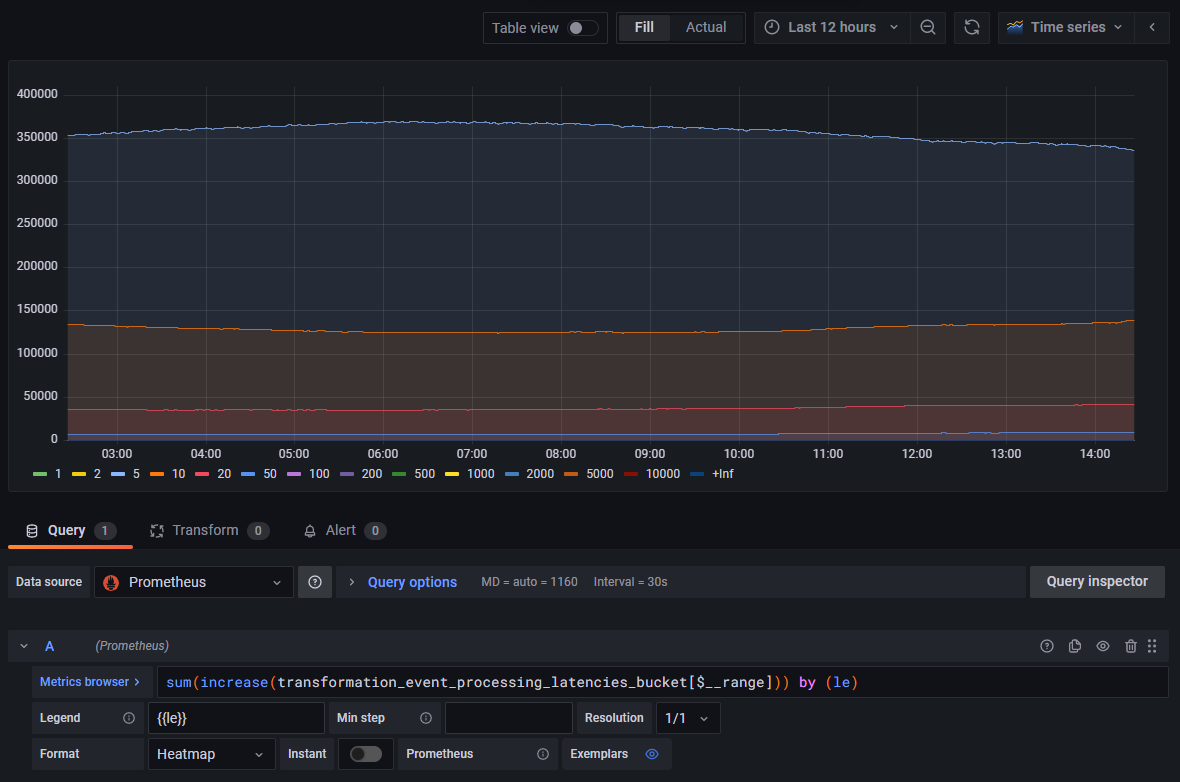 Table view Fill Actual Last 12 hours Time series
400000
350000
300000
250000
200000
150000
100000
50000
0
03:00 04:00 05:00 06:00 07:00 08:00 09:00 10:00 11:00 12:00 13:00 14:00
1 2 5 10 20 50 100 200 500 1000 2000 5000 10000 +Inf
Query 1 Transform 0 Alert 0
Data source Prometheus Query options MD = auto = 1160 Interval = 30s Query inspector
A (Prometheus)
Metrics browser sum(increase(transformation_event_processing_latencies_bucket[$__range])) by (le)
Legend {{le}} Min step Resolution 1/1
Format Heatmap Instant Prometheus Exemplars